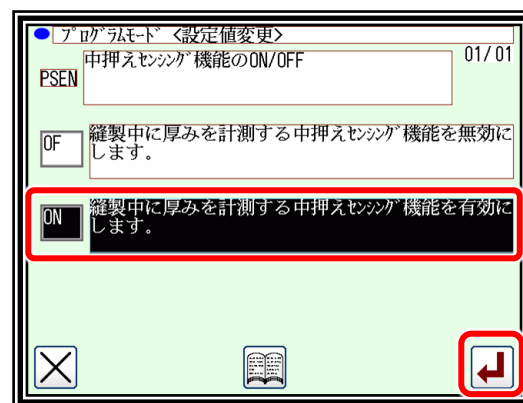 ﾌﾟﾛｸﾞﾗﾑﾓｰﾄﾞ <設定値変更>
PSEN
中押えｾﾝｼﾝｸﾞ機能のON/OFF
01/01
OF
縫製中に厚みを計測する中押えｾﾝｼﾝｸﾞ機能を無効に
します。
ON
縫製中に厚みを計測する中押えｾﾝｼﾝｸﾞ機能を有効に
します。